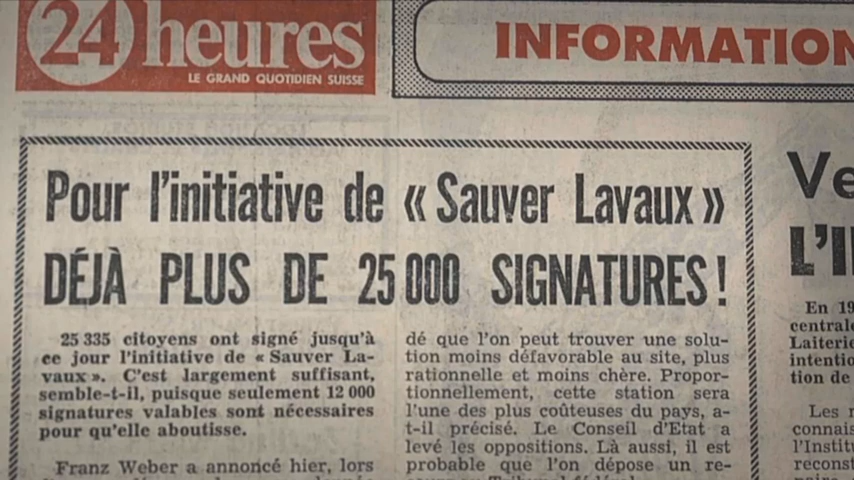 24 heures
LE GRAND QUOTIDIEN SUISSE
INFORMATION
Pour l'initiative de « Sauver Lavaux »
DÉJÀ PLUS DE 25 000 SIGNATURES !
25 335 citoyens ont signé jusqu'à
ce jour l'initiative de « Sauver La-
vaux ». C'est largement suffisant,
semble-t-il, puisque seulement 12 000
signatures valables sont nécessaires
pour qu'elle aboutisse.
Franz Weber a annoncé hier, lors
dé que l'on peut trouver une solu-
tion moins défavorable au site, plus
rationnelle et moins chère. Propor-
tionnellement, cette station sera
l'une des plus coûteuses du pays, a-
t-il précisé. Le Conseil d'Etat a
levé les oppositions. Là aussi, il est
probable que l'on dépose un re-
Ve
L'I
En 19
centrale
Laiterie
intentio
tion de
Les
connais
l'Institu
reconst